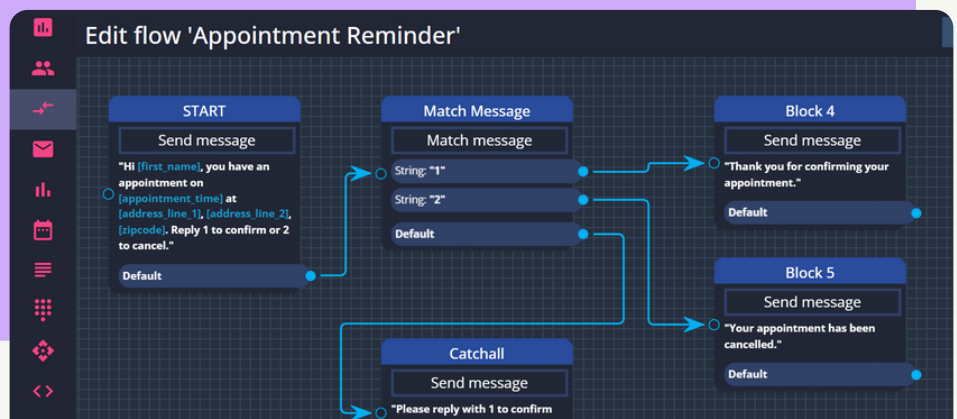 Edit flow 'Appointment Reminder'
START
Send message
"Hi [first_name], you have an
appointment on
[appointment_time] at
[address_line_1], [address_line_2],
[zipcode]. Reply 1 to confirm or 2
to cancel."
Default
Match Message
Match message
String: "1"
String: "2"
Default
Block 4
Send message
"Thank you for confirming your
appointment."
Default
Block 5
Send message
"Your appointment has been
cancelled."
Default
Catchall
Send message
"Please reply with 1 to confirm